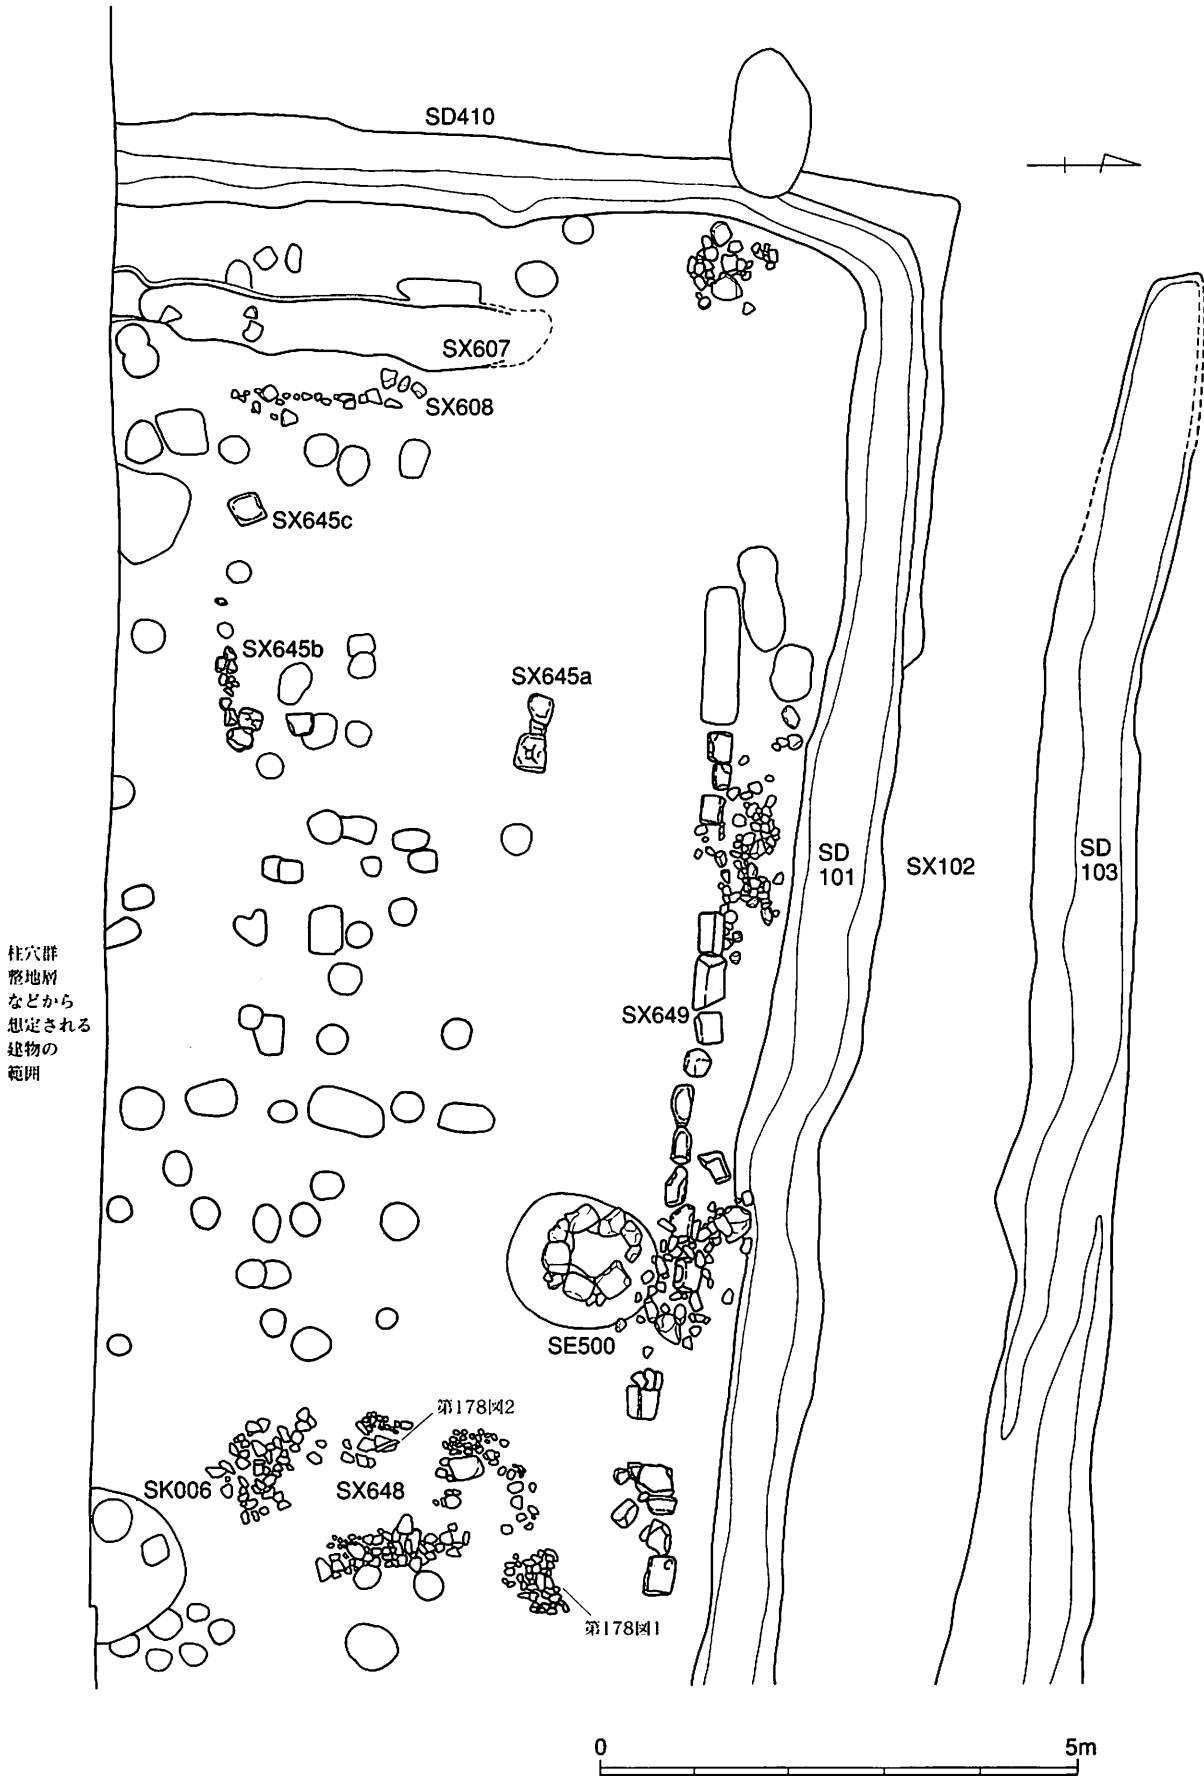 SD410
SX607
SX608
SX645c
SX645b
SX645a
SD
101
SX102
SD
103
柱穴群
整地層
などから
想定される
建物の
範囲
SX649
SE500
第178図2
SK006
SX648
第178図1
0
5m